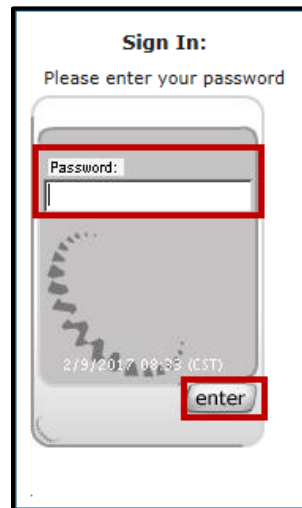 Sign In:
Please enter your password
Password:
2/9/2017 08:33 (CST)
enter